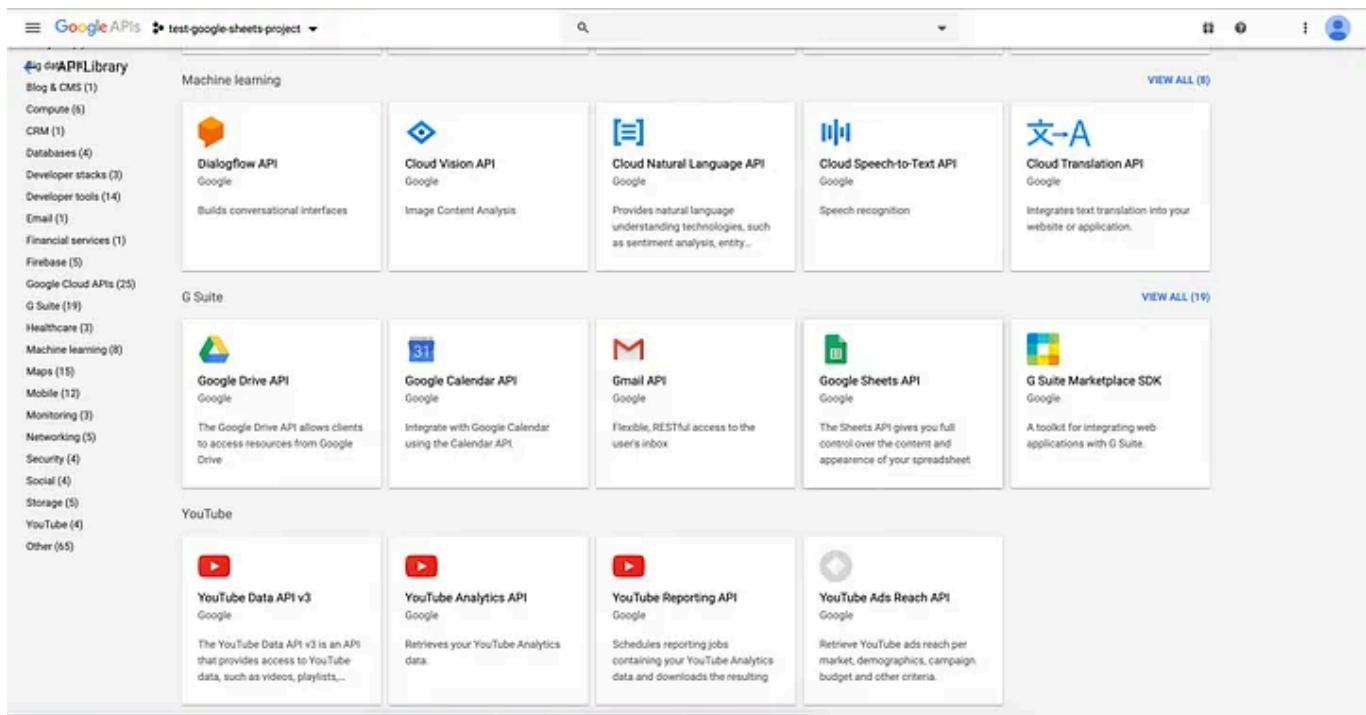 Google APIs test-google-sheets-project
API Library
Blog & CMS (1)
Compute (6)
CRM (1)
Databases (4)
Developer stacks (3)
Developer tools (14)
Email (1)
Financial services (1)
Firebase (5)
Google Cloud APIs (25)
G Suite (19)
Healthcare (3)
Machine learning (8)
Maps (15)
Mobile (12)
Monitoring (3)
Networking (5)
Security (4)
Social (4)
Storage (5)
YouTube (4)
Other (65)
Machine learning VIEW ALL (8)
Dialogflow API
Google
Builds conversational interfaces
Cloud Vision API
Google
Image Content Analysis
Cloud Natural Language API
Google
Provides natural language
understanding technologies, such
as sentiment analysis, entity...
Cloud Speech-to-Text API
Google
Speech recognition
文→A
Cloud Translation API
Google
Integrates text translation into your
website or application.
G Suite VIEW ALL (19)
Google Drive API
Google
The Google Drive API allows clients
to access resources from Google
Drive
31
Google Calendar API
Google
Integrate with Google Calendar
using the Calendar API.
Gmail API
Google
Flexible, RESTful access to the
user's inbox
Google Sheets API
Google
The Sheets API gives you full
control over the content and
appearence of your spreadsheet
G Suite Marketplace SDK
Google
A toolkit for integrating web
applications with G Suite.
YouTube
YouTube Data API v3
Google
The YouTube Data API v3 is an API
that provides access to YouTube
data, such as videos, playlists,...
YouTube Analytics API
Google
Retrieves your YouTube Analytics
data.
YouTube Reporting API
Google
Schedules reporting jobs
containing your YouTube Analytics
data and downloads the resulting
YouTube Ads Reach API
Google
Retrieve YouTube ads reach per
market, demographics, campaign
budget and other criteria.